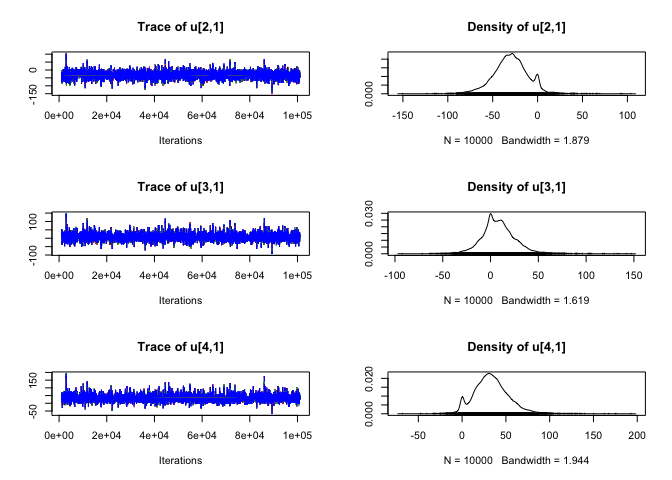 Trace of u[2,1]
0
-150
0e+00 2e+04 4e+04 6e+04 8e+04 1e+05
Iterations
Density of u[2,1]
0.000
-150 -100 -50 0 50 100
N = 10000 Bandwidth = 1.879
Trace of u[3,1]
100
-100
0e+00 2e+04 4e+04 6e+04 8e+04 1e+05
Iterations
Density of u[3,1]
0.030
0.000
-100 -50 0 50 100 150
N = 10000 Bandwidth = 1.619
Trace of u[4,1]
150
-50
0e+00 2e+04 4e+04 6e+04 8e+04 1e+05
Iterations
Density of u[4,1]
0.020
0.000
-50 0 50 100 150 200
N = 10000 Bandwidth = 1.944